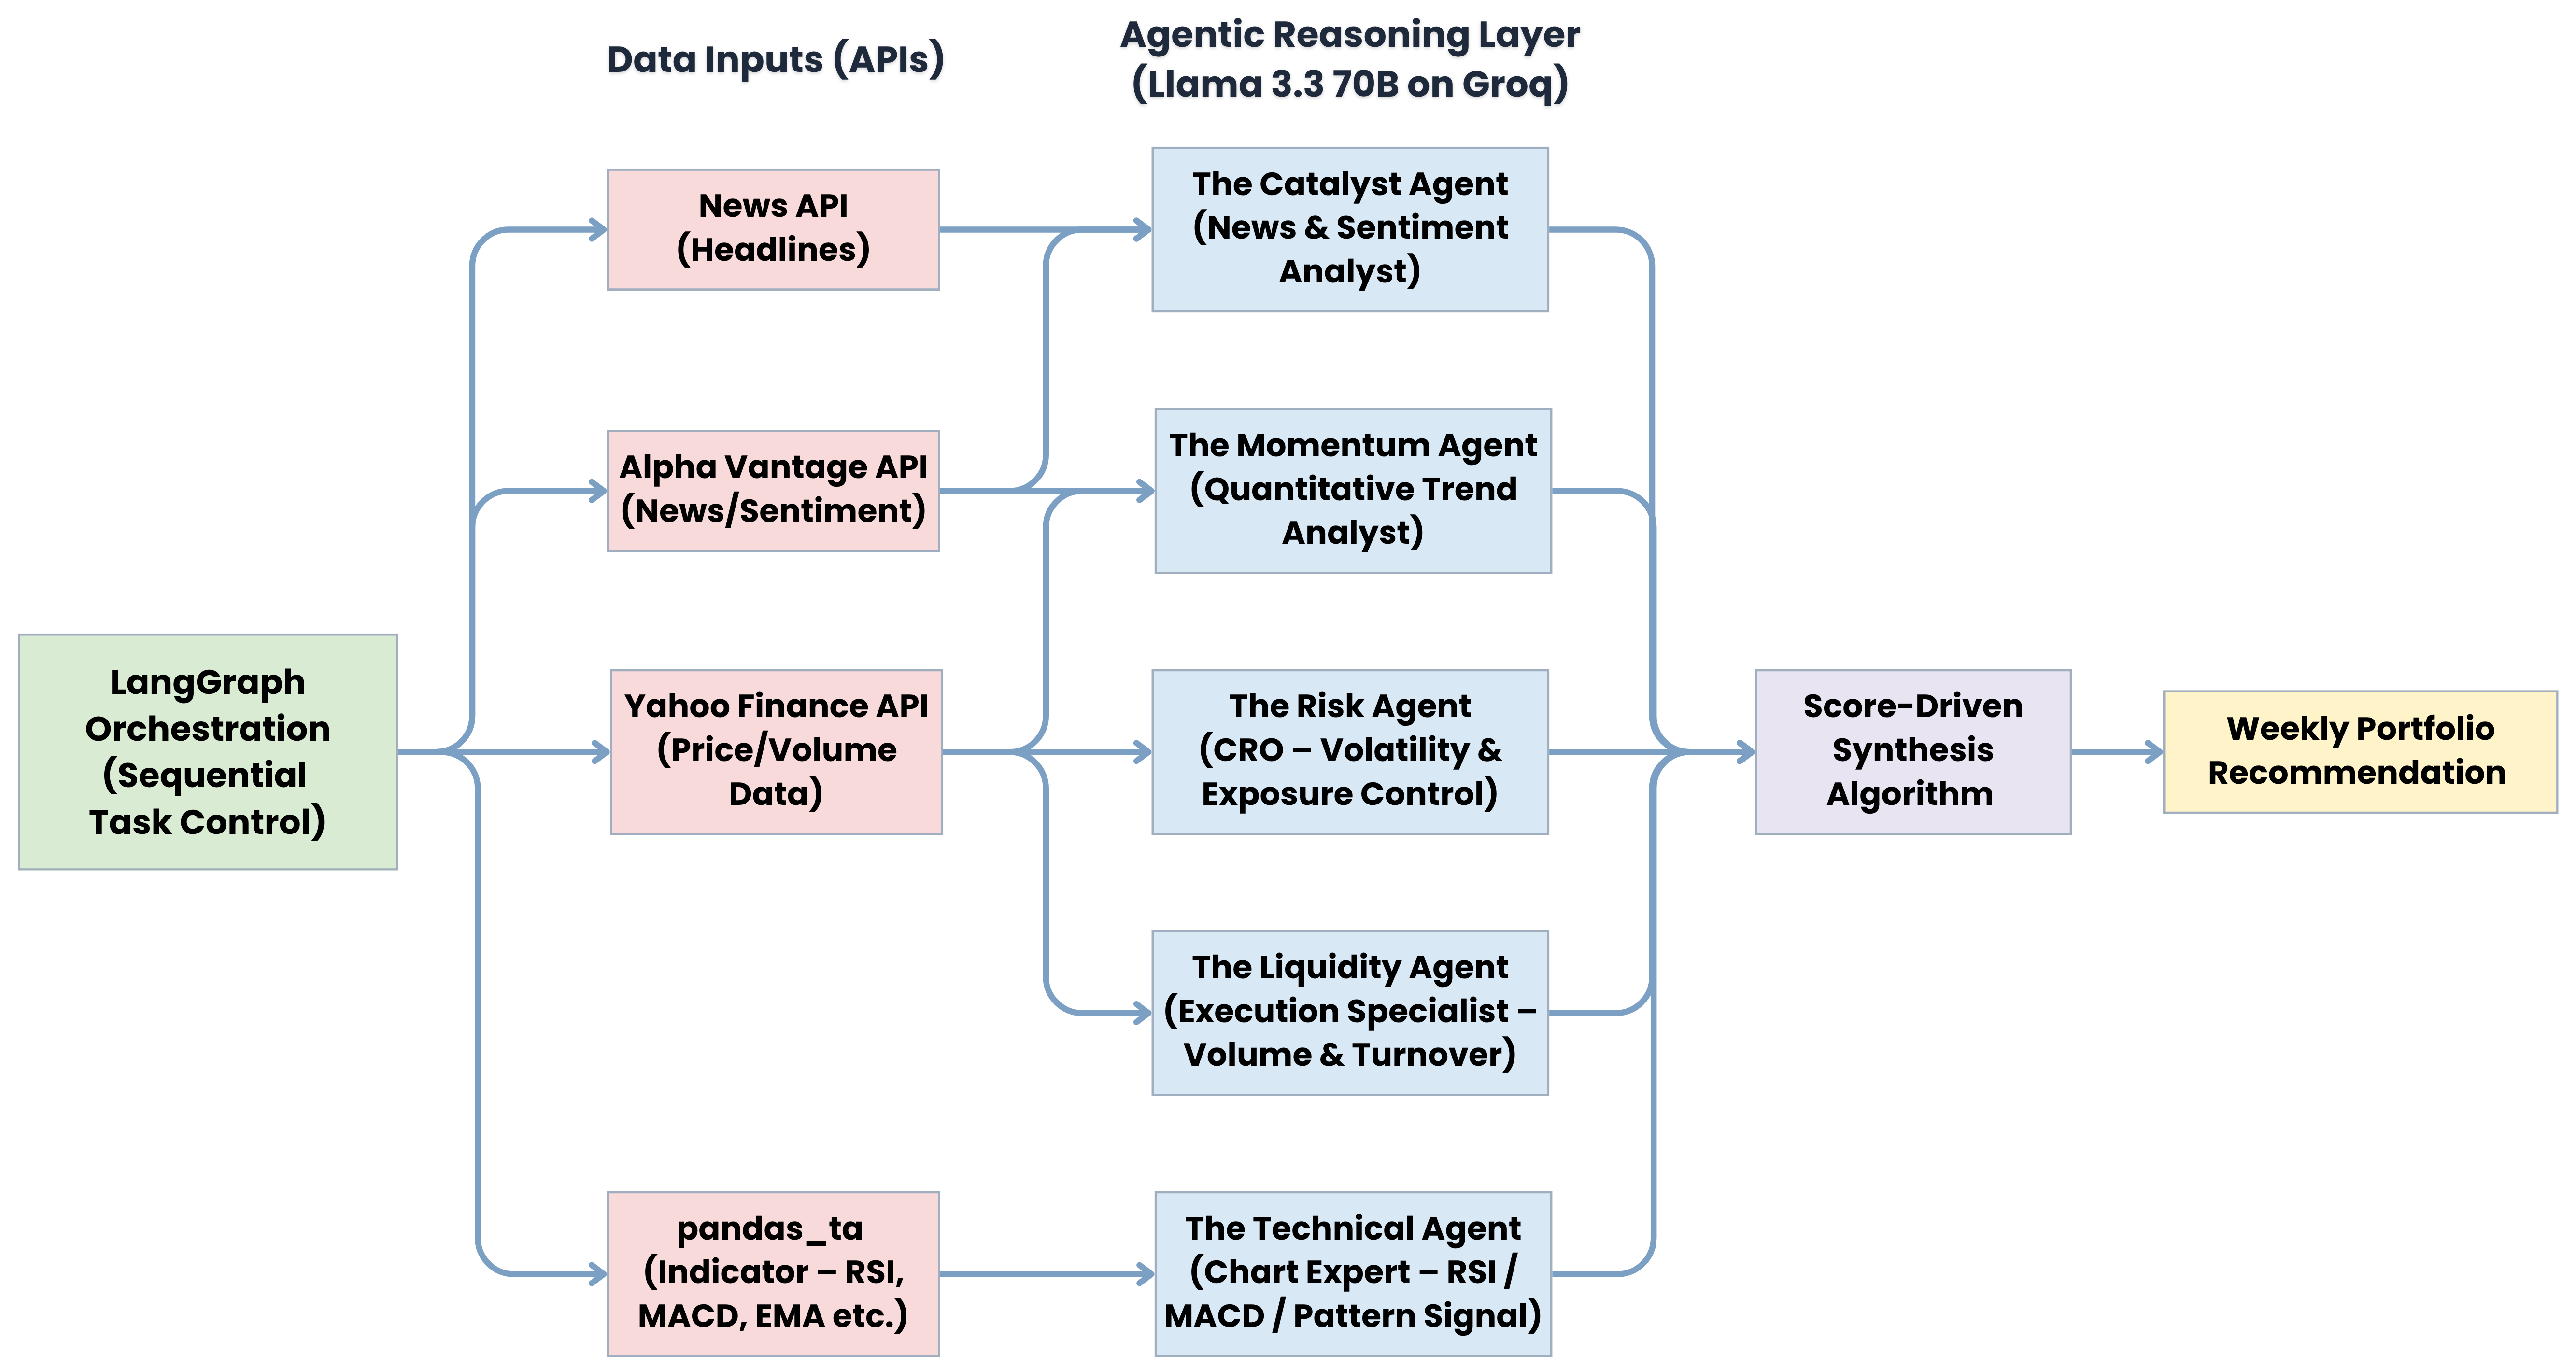 Data Inputs (APIs)
Agentic Reasoning Layer
(Llama 3.3 70B on Groq)
LangGraph
Orchestration
(Sequential
Task Control)
News API
(Headlines)
Alpha Vantage API
(News/Sentiment)
Yahoo Finance API
(Price/Volume
Data)
pandas_ta
(Indicator – RSI,
MACD, EMA etc.)
The Catalyst Agent
(News & Sentiment
Analyst)
The Momentum Agent
(Quantitative Trend
Analyst)
The Risk Agent
(CRO – Volatility &
Exposure Control)
The Liquidity Agent
(Execution Specialist –
Volume & Turnover)
The Technical Agent
(Chart Expert – RSI /
MACD / Pattern Signal)
Score-Driven
Synthesis
Algorithm
Weekly Portfolio
Recommendation